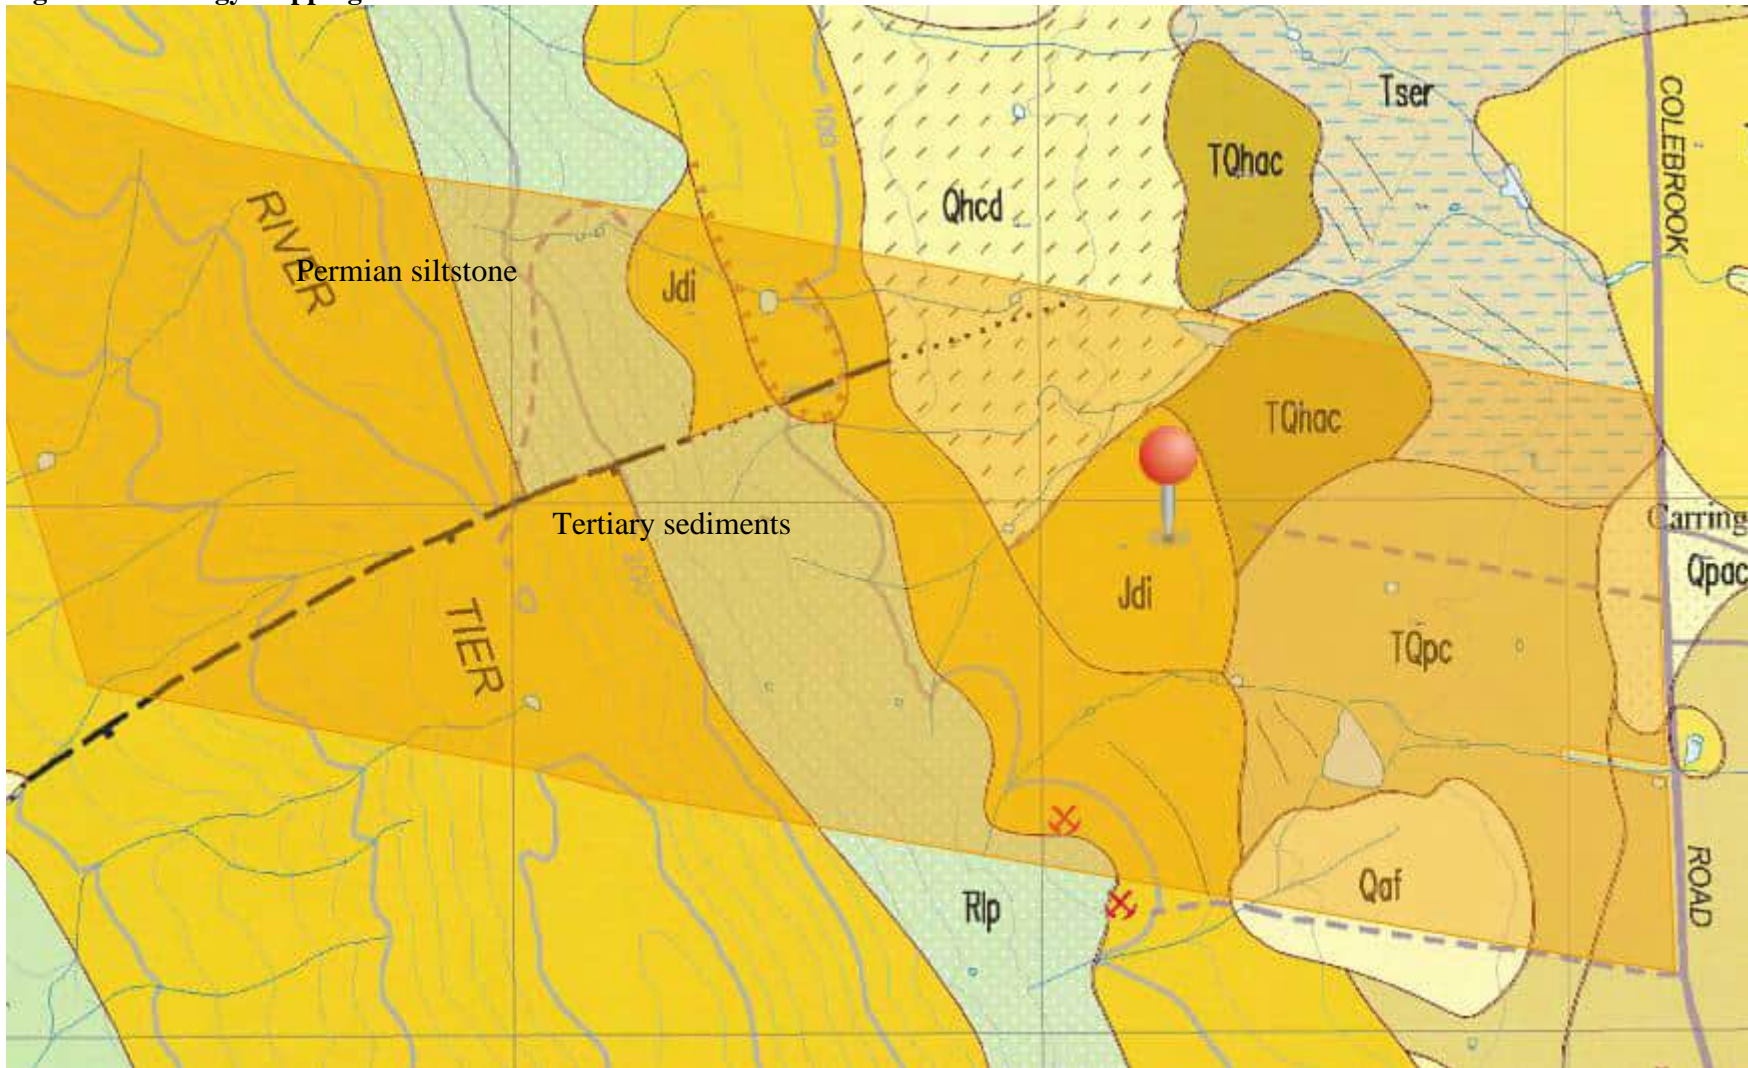 Tser
COLEBROOK
100
TQhac
Qhcd
RIVER
Permian siltstone
Jdi
TQhac
Tertiary sediments
Carring
Qpac
Jdi
TQpc
TIER
Qaf
ROAD
Rlp